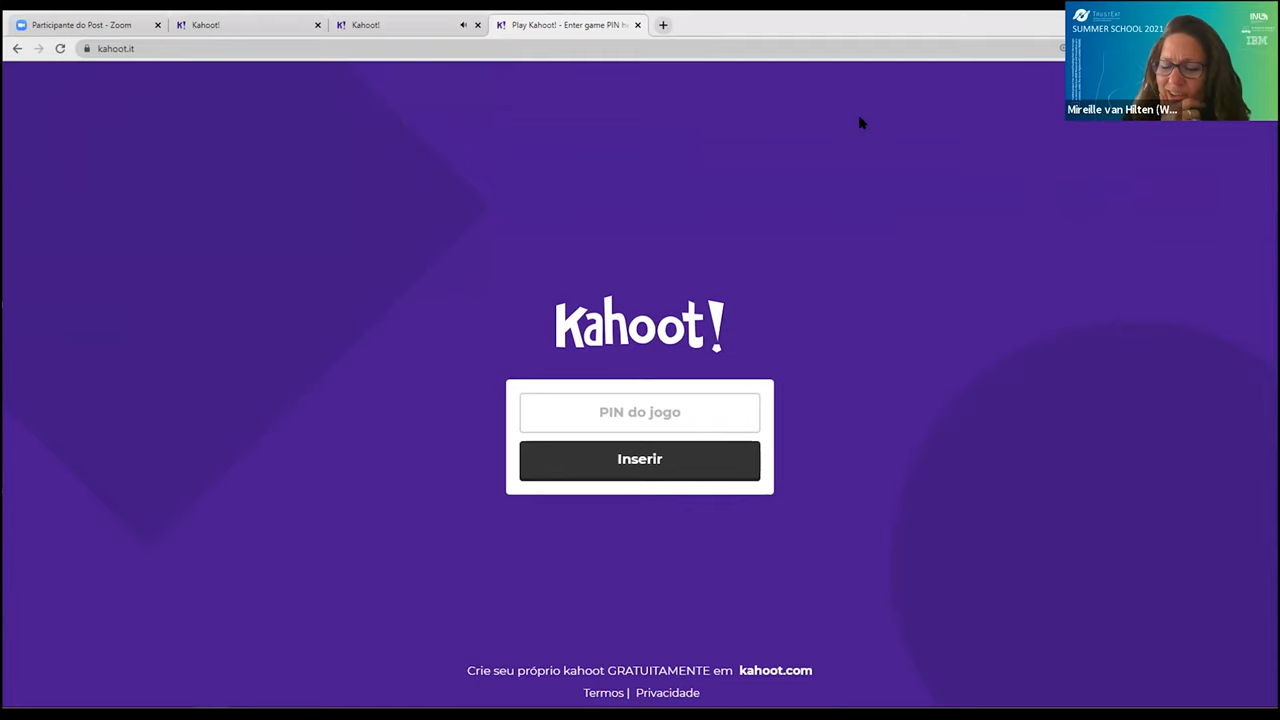 Participante do Post - Zoom
Kahoot!
Kahoot!
Play Kahoot! - Enter game PIN h
kahoot.it
TRUSTEXT
SUMMER SCHOOL 2021
IBM
Mireille van Hilten (W...
Kahoot!
PIN do jogo
Inserir
Crie seu próprio kahoot GRATUITAMENTE em kahoot.com
Termos | Privacidade